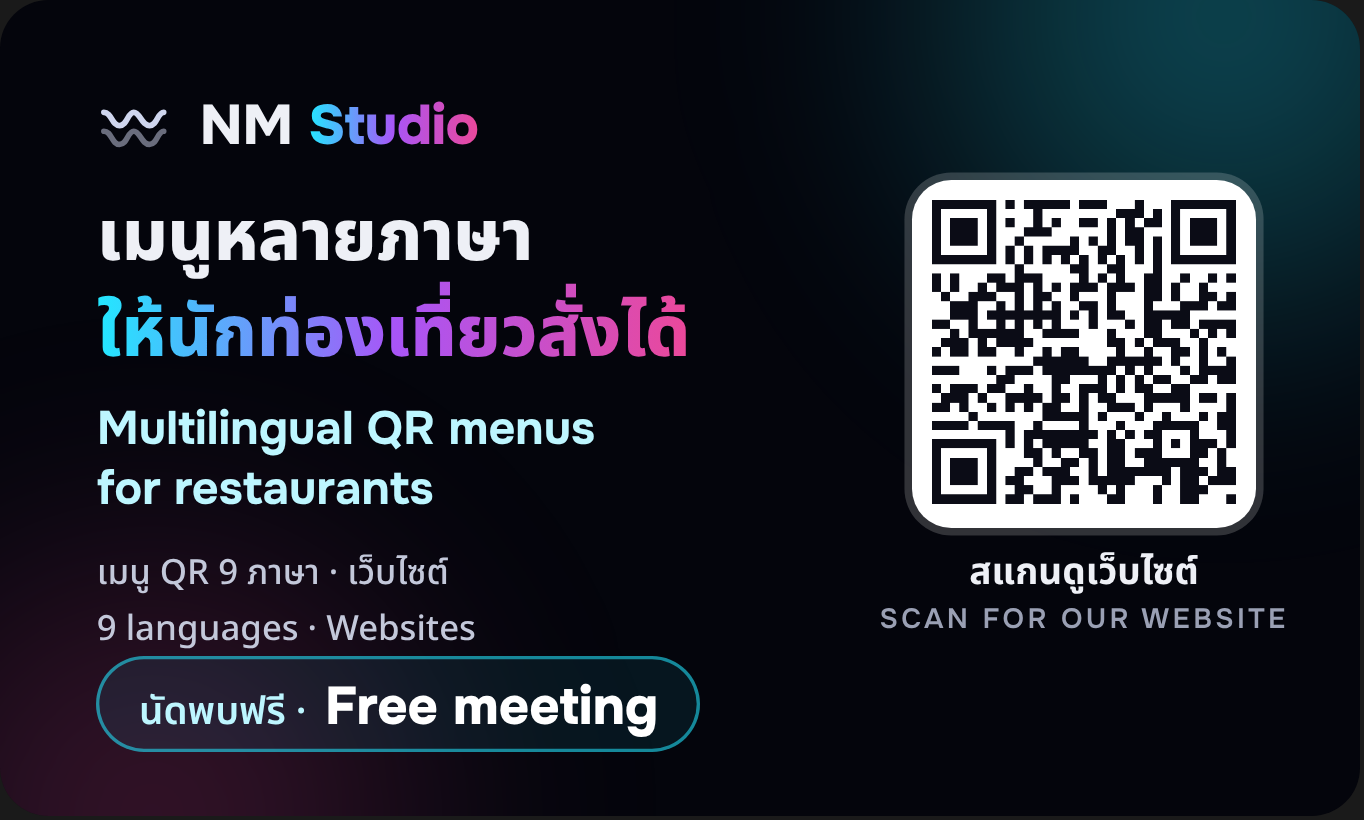 NM Studio
เมนูหลายภาษา
ให้นักท่องเที่ยวสั่งได้
Multilingual QR menus
for restaurants
เมนู QR 9 ภาษา · เว็บไซต์
9 languages · Websites
นัดพบฟรี · Free meeting
สแกนดูเว็บไซต์
SCAN FOR OUR WEBSITE